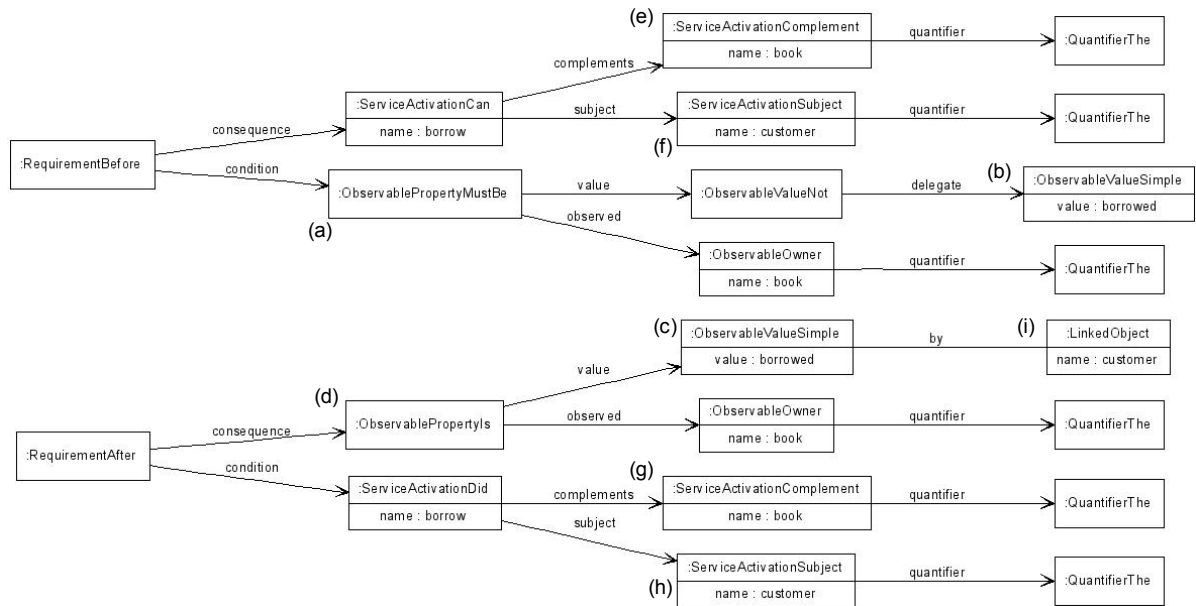 (e)
:ServiceActivationComplement
name : book
quantifier
:QuantifierThe
complements
:ServiceActivationCan
name : borrow
subject
:ServiceActivationSubject
name : customer
quantifier
:QuantifierThe
(f)
consequence
:RequirementBefore
condition
:ObservablePropertyMustBe
(a)
value
:ObservableValueNot
delegate
(b)
:ObservableValueSimple
value : borrowed
observed
:ObservableOwner
name : book
quantifier
:QuantifierThe
(c)
:ObservableValueSimple
value : borrowed
by
(i)
:LinkedObject
name : customer
value
(d)
:ObservablePropertyIs
observed
:ObservableOwner
name : book
quantifier
:QuantifierThe
consequence
:RequirementAfter
condition
:ServiceActivationDid
name : borrow
complements
(g)
:ServiceActivationComplement
name : book
quantifier
:QuantifierThe
subject
:ServiceActivationSubject
name : customer
(h)
quantifier
:QuantifierThe